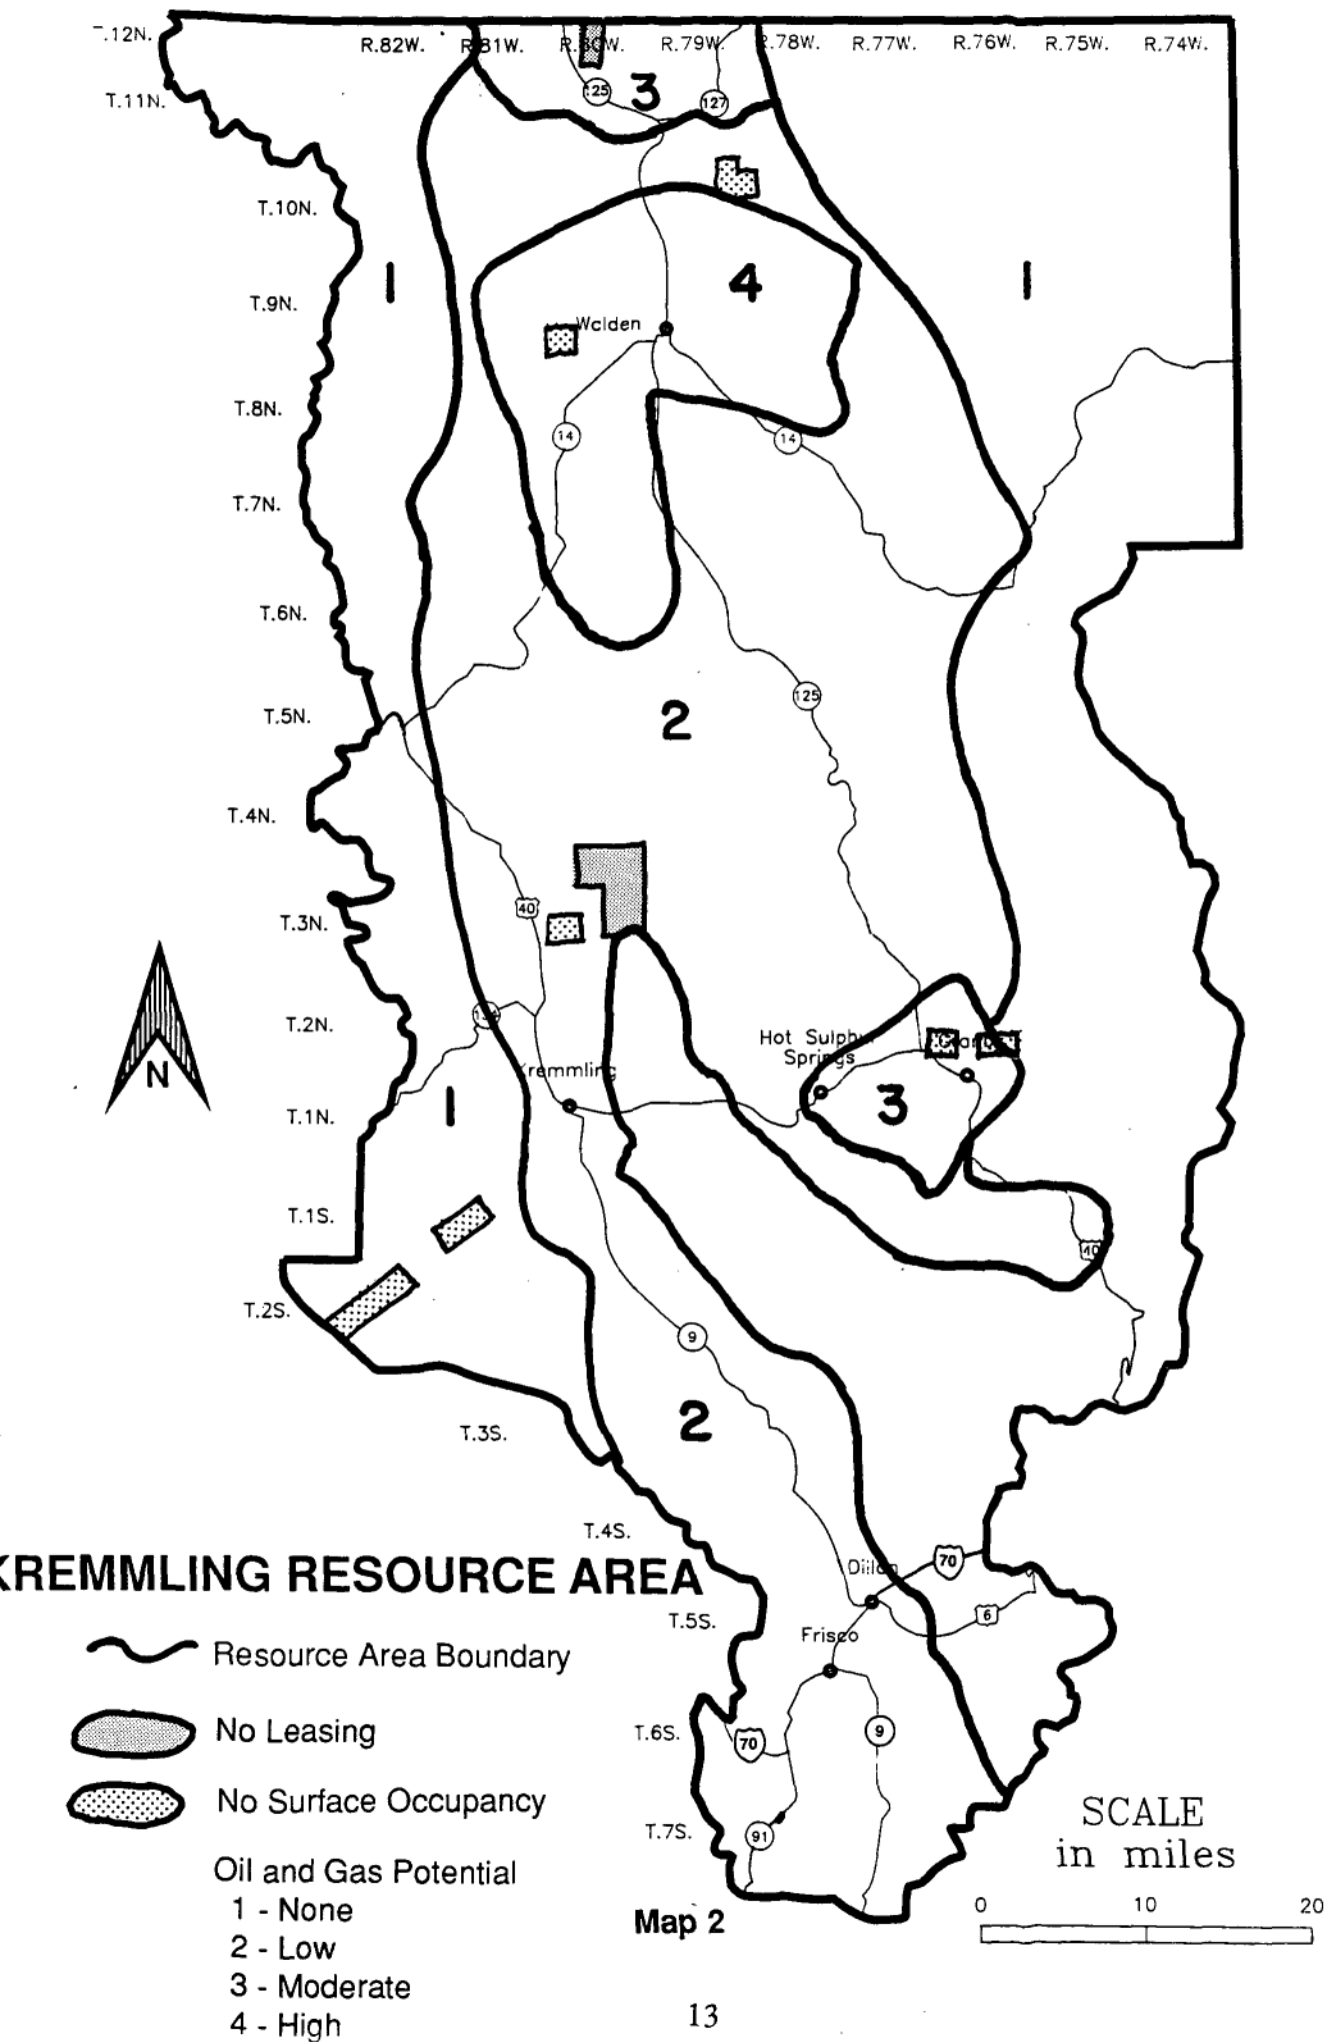 T.12N.
R.82W. R.81W. R.80W. R.79W. R.78W. R.77W. R.76W. R.75W. R.74W.
T.11N.
125
3
127
T.10N.
1
4
1
T.9N.
Walden
T.8N.
14
14
T.7N.
T.6N.
125
T.5N.
2
T.4N.
40
T.3N.
T.2N.
Hot Sulphur
Springs
Kremmling
N
1
3
T.1N.
T.1S.
40
T.2S.
9
2
T.3S.
T.4S.
KREMMLING RESOURCE AREA
70
Dillon
T.5S.
6
Frisco
Resource Area Boundary
No Leasing
T.6S.
70
9
No Surface Occupancy
T.7S.
91
SCALE
in miles
Oil and Gas Potential
1 - None
2 - Low
3 - Moderate
4 - High
Map 2
0 10 20
13